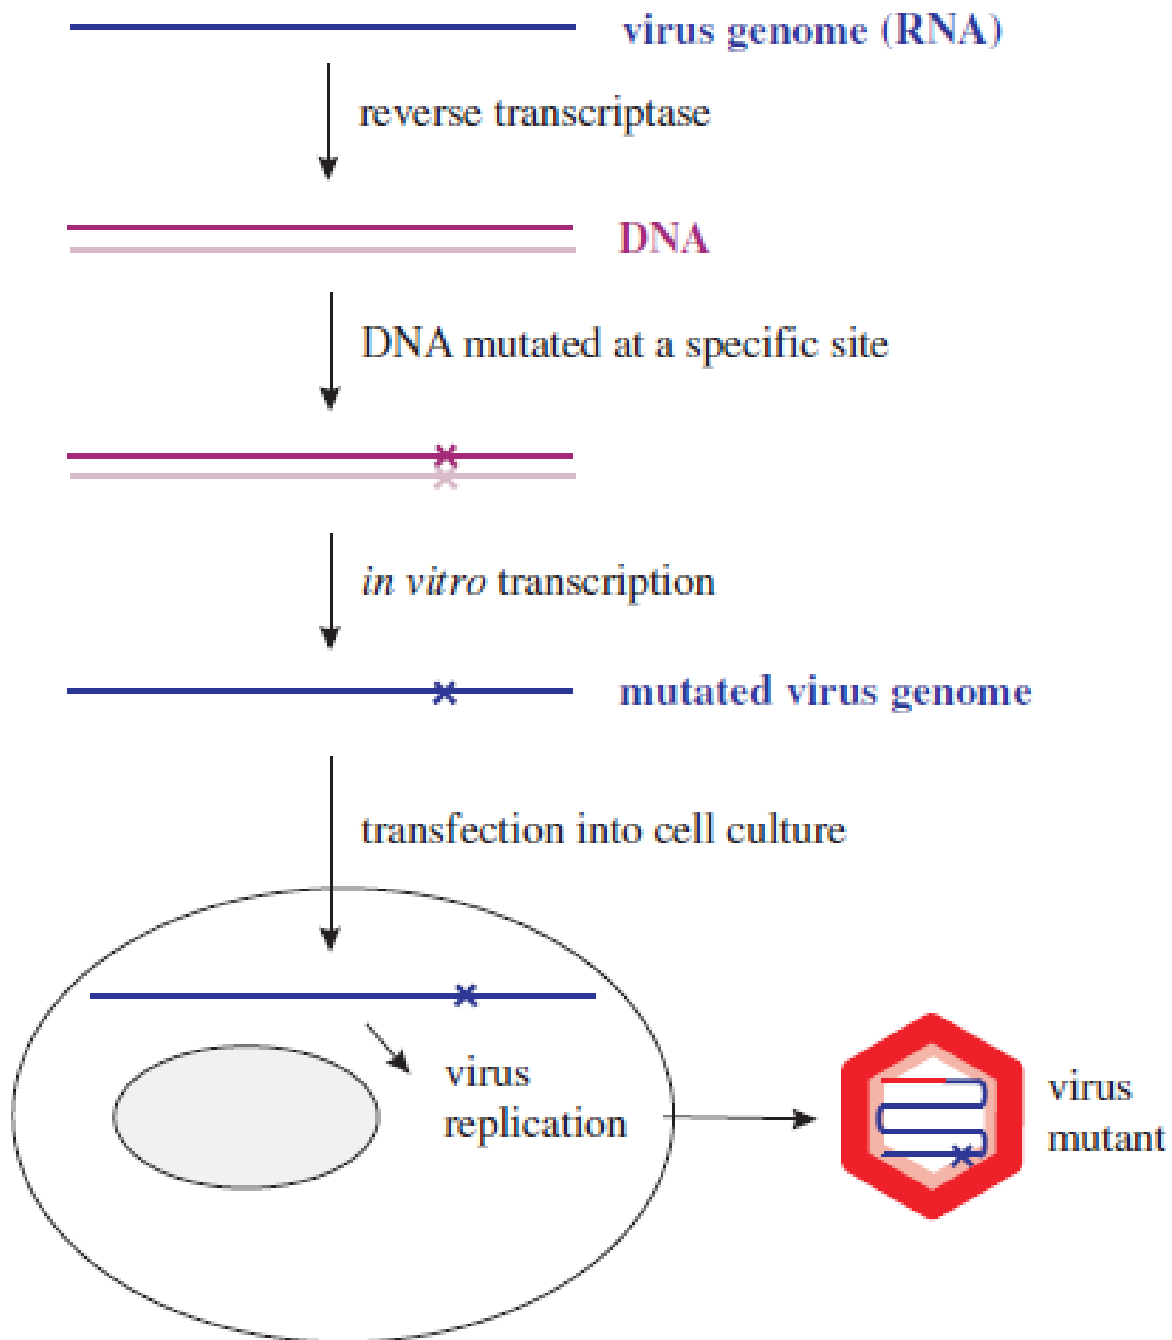 virus genome (RNA)
reverse transcriptase
DNA
DNA mutated at a specific site
in vitro transcription
mutated virus genome
transfection into cell culture
virus
replication
virus
mutant